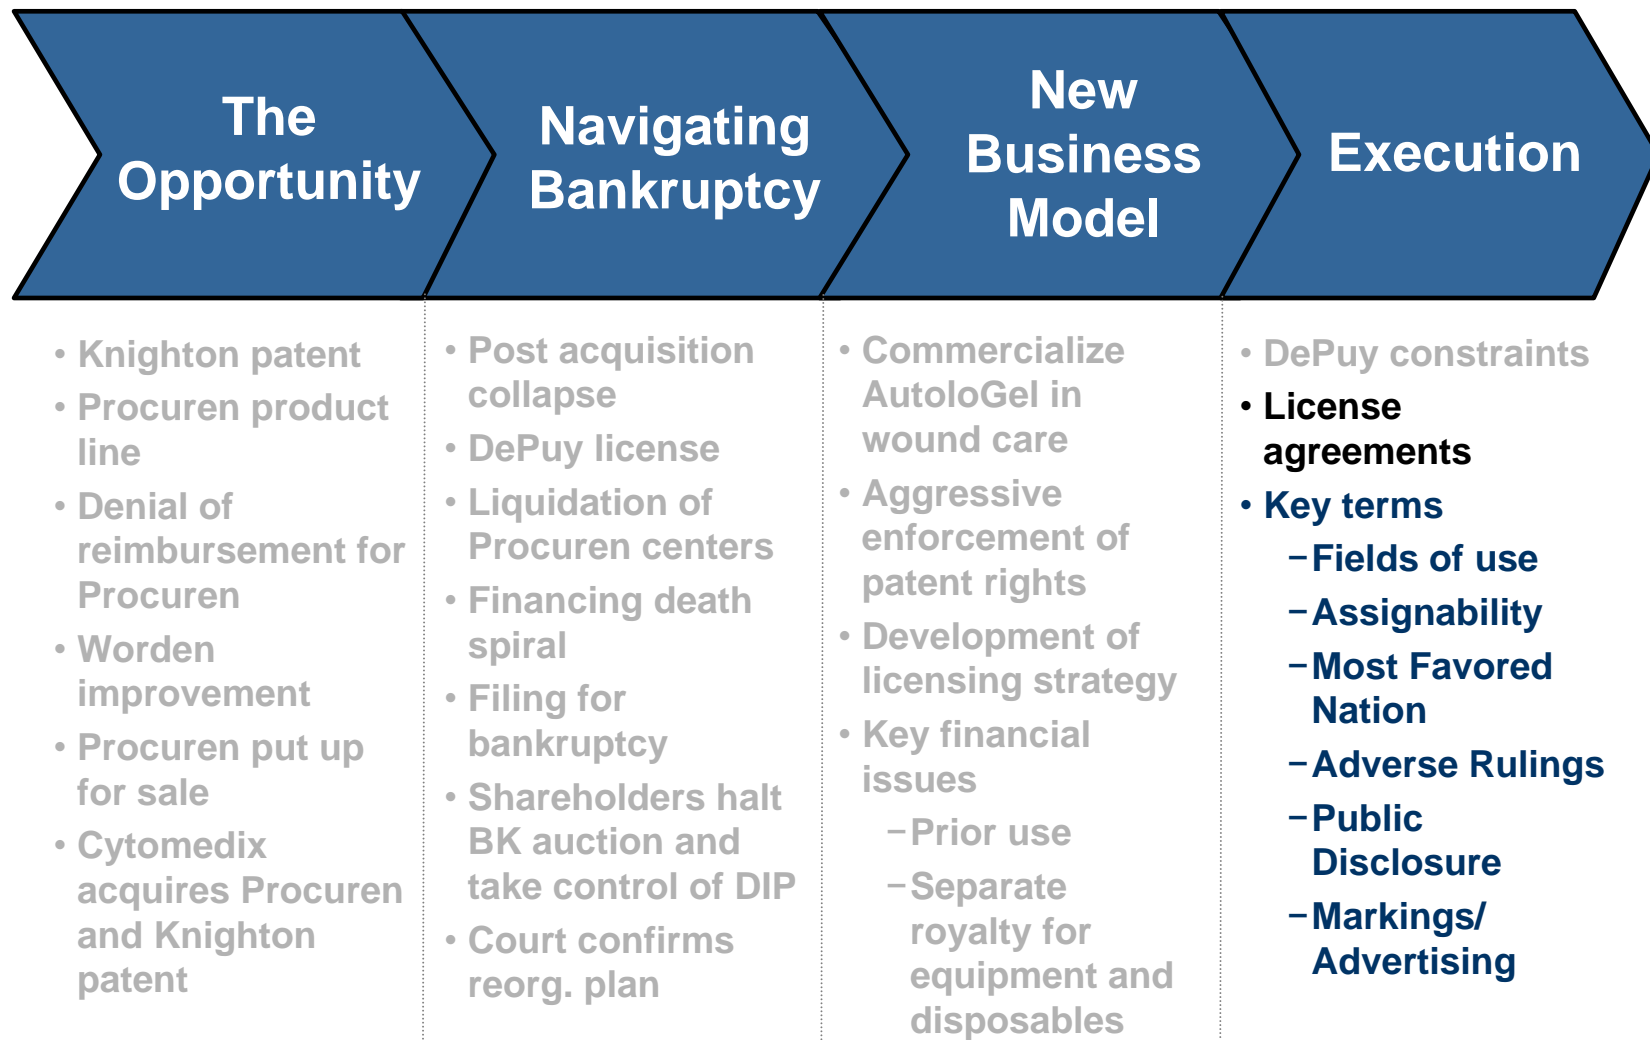 The
Opportunity
Navigating
Bankruptcy
New
Business
Model
Execution
• Knighton patent
• Procuren product
line
• Denial of
reimbursement for
Procuren
• Worden
improvement
• Procuren put up
for sale
• Cytomedix
acquires Procuren
and Knighton
patent
• Post acquisition
collapse
• DePuy license
• Liquidation of
Procuren centers
• Financing death
spiral
• Filing for
bankruptcy
• Shareholders halt
BK auction and
take control of DIP
• Court confirms
reorg. plan
• Commercialize
AutoloGel in
wound care
• Aggressive
enforcement of
patent rights
• Development of
licensing strategy
• Key financial
issues
–Prior use
–Separate
royalty for
equipment and
disposables
• DePuy constraints
• License
agreements
• Key terms
–Fields of use
–Assignability
–Most Favored
Nation
–Adverse Rulings
–Public
Disclosure
–Markings/
Advertising